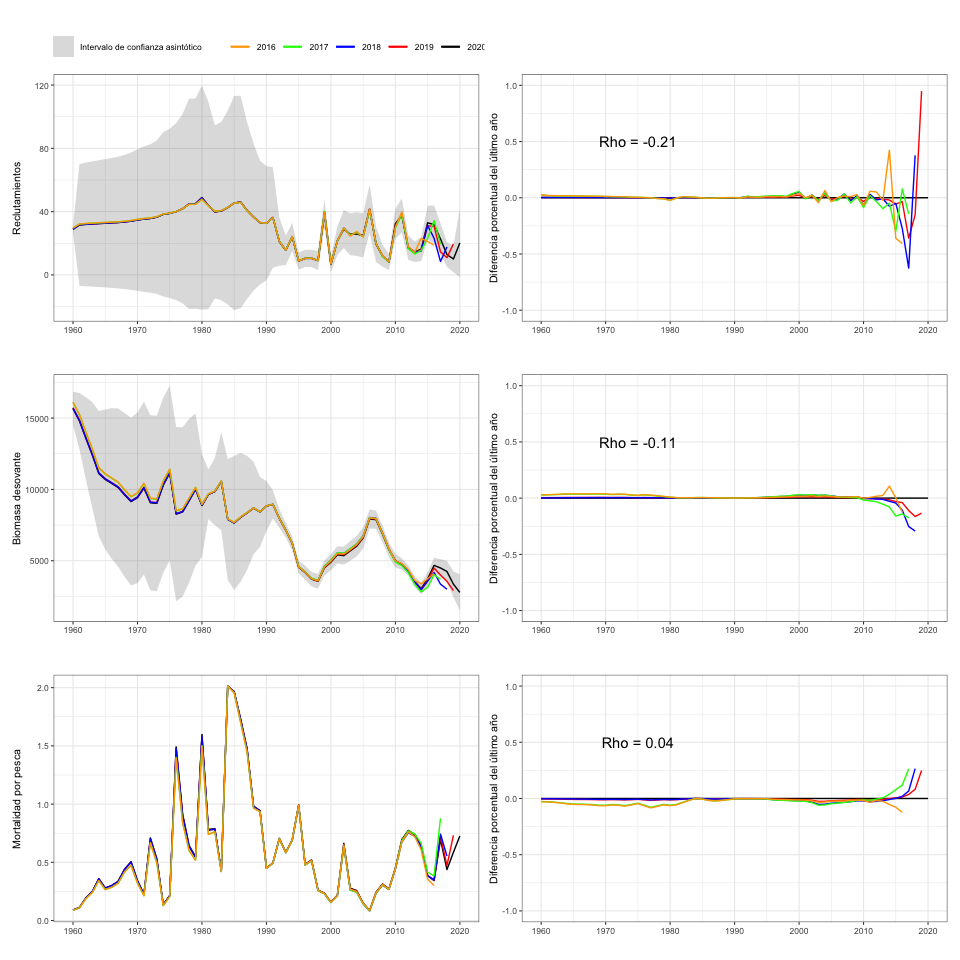 Intervalo de confianza asintótico 2016 2017 2018 2019 2020
Reclutamientos
120
80
40
0
1960 1970 1980 1990 2000 2010 2020
Diferencia porcentual del último año
Rho = -0.21
1.0
0.5
0.0
-0.5
-1.0
1960 1970 1980 1990 2000 2010 2020
Biomasa desovante
15000
10000
5000
1960 1970 1980 1990 2000 2010 2020
Diferencia porcentual del último año
Rho = -0.11
1.0
0.5
0.0
-0.5
-1.0
1960 1970 1980 1990 2000 2010 2020
Mortalidad por pesca
2.0
1.5
1.0
0.5
0.0
1960 1970 1980 1990 2000 2010 2020
Diferencia porcentual del último año
Rho = 0.04
1.0
0.5
0.0
-0.5
-1.0
1960 1970 1980 1990 2000 2010 2020